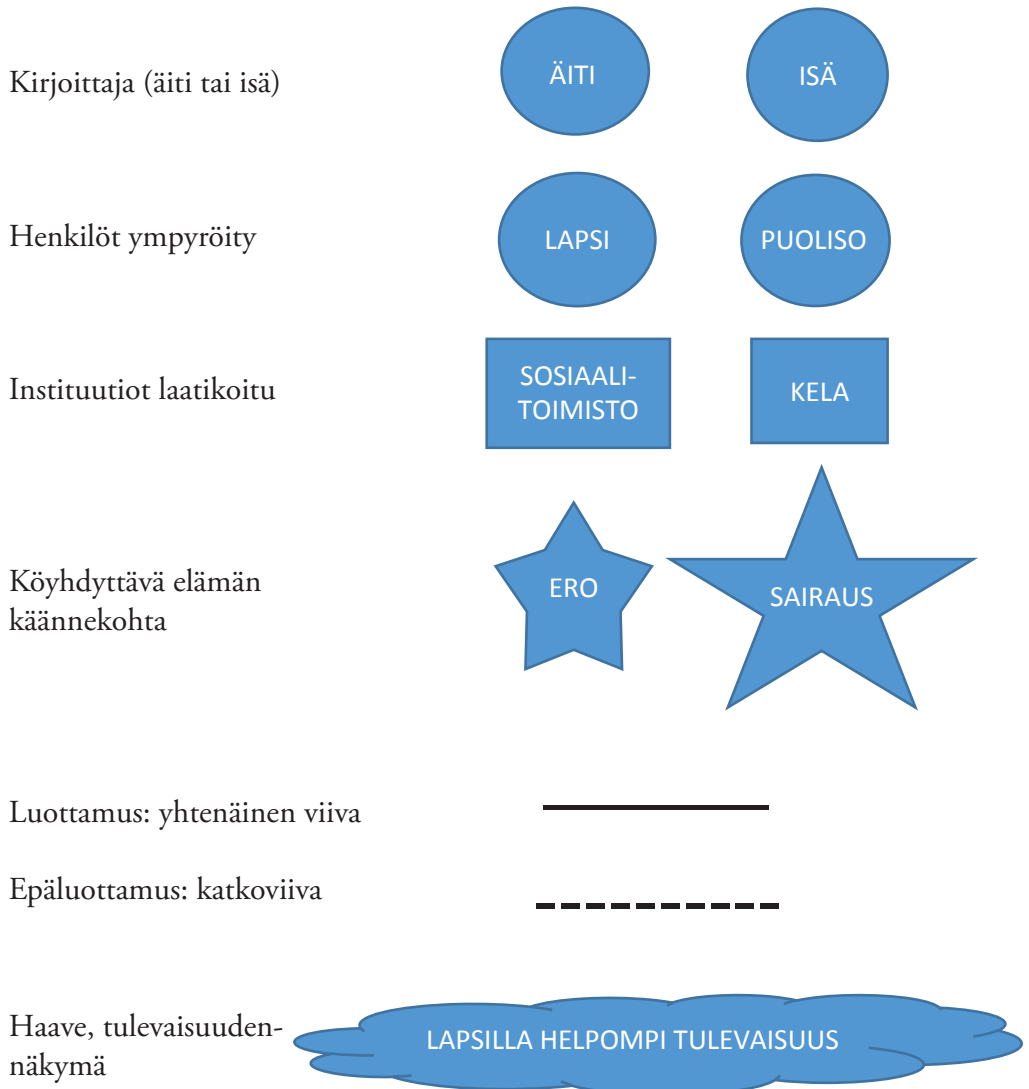 Kirjoittaja (äiti tai isä)
ÄITI
ISÄ
Henkilöt ympyröity
LAPSI
PUOLISO
Instituutiot laatikoitu
SOSIAALI-
TOIMISTO
KELA
Köyhdyttävä elämän
käännekohta
ERO
SAIRAUS
Luottamus: yhtenäinen viiva
Epäluottamus: katkoviiva
Haave, tulevaisuuden-
näkymä
LAPSILLA HELPOMPI TULEVAISUUS